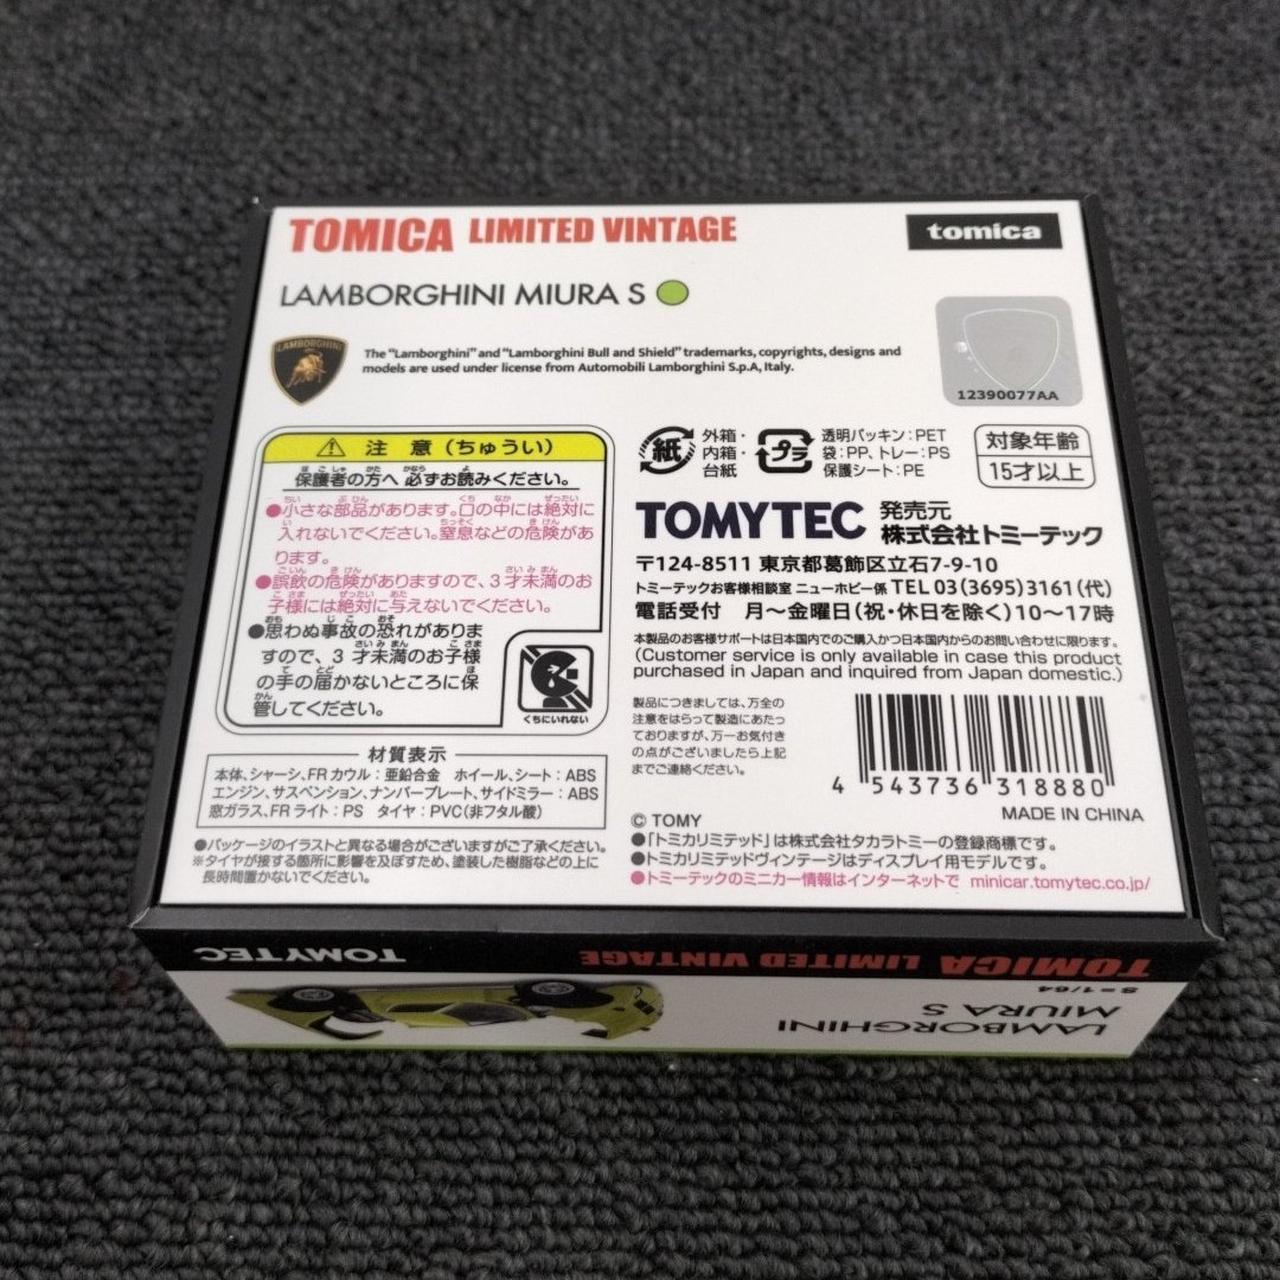 TOMICA LIMITED VINTAGE
tomica
LAMBORGHINI MIURA S
LAMBORGHINI
The "Lamborghini" and "Lamborghini Bull and Shield" trademarks, copyrights, designs and
models are used under license from Automobili Lamborghini S.p.A, Italy.
12390077AA
注 意 (ちゅうい)
保護者の方へ 必ずお読みください。
●小さな部品があります。口の中には絶対に
入れないでください。窒息などの危険があ
ります。
●誤飲の危険がありますので、3才未満のお
子様には絶対に与えないでください。
●思わぬ事故の恐れがありま
すので、3才未満のお子様
の手の届かないところに保
管してください。
くちにいれない
材質表示
本体、シャーシ、FRカウル:亜鉛合金 ホイール、シート:ABS
エンジン、サスペンション、ナンバープレート、サイドミラー:ABS
窓ガラス、FRライト:PS タイヤ:PVC(非フタル酸)
●パッケージのイラストと異なる場合がございますがご了承ください。
※タイヤが接する箇所に影響を及ぼすため、塗装した樹脂などの上に
長時間置かないでください。
紙
外箱・
内箱・
台紙
プラ
透明パッキン:PET
袋:PP、トレー:PS
保護シート:PE
対象年齢
15才以上
TOMYTEC
発売元
株式会社トミーテック
〒124-8511 東京都葛飾区立石7-9-10
トミーテックお客様相談室 ニューホビー係 TEL 03(3695)3161(代)
電話受付 月〜金曜日(祝・休日を除く)10〜17時
本製品のお客様サポートは日本国内でのご購入かつ日本国内からのお問い合わせに限ります。
(Customer service is only available in case this product
purchased in Japan and inquired from Japan domestic.)
製品につきましては、万全の
注意をはらって製造にあたっ
ておりますが、万一お気付き
の点がございましたら上記
までご連絡ください。
4 543736 318880
MADE IN CHINA
© TOMY
●「トミカリミテッド」は株式会社タカラトミーの登録商標です。
●トミカリミテッドヴィンテージはディスプレイ用モデルです。
●トミーテックのミニカー情報はインターネットで minicar.tomytec.co.jp/
TOMICA LIMITED VINTAGE
TOMYTEC
S=1/64
LAMBORGHINI
MIURA S